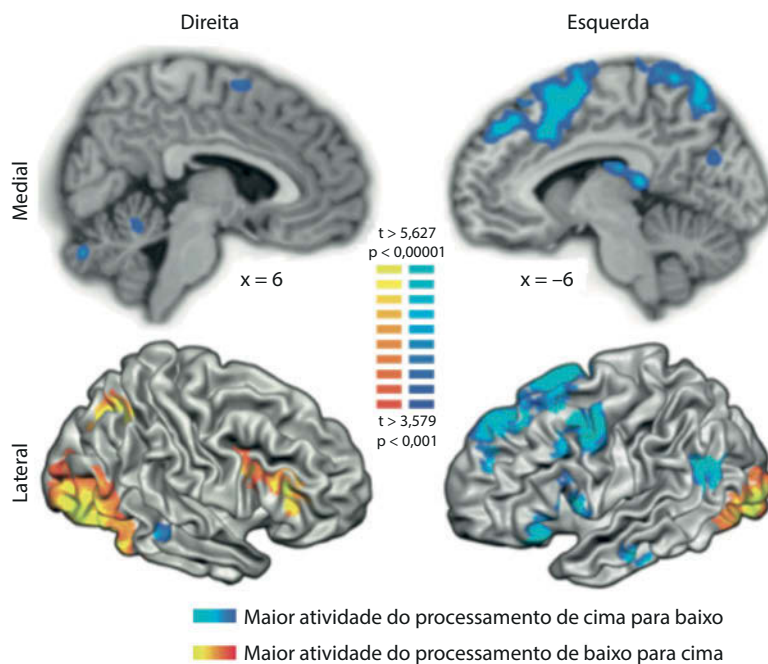 Direita
Esquerda
Medial
t > 5,627
p < 0,00001
x = 6
x = –6
t > 3,579
p < 0,001
Lateral
Maior atividade do processamento de cima para baixo
Maior atividade do processamento de baixo para cima